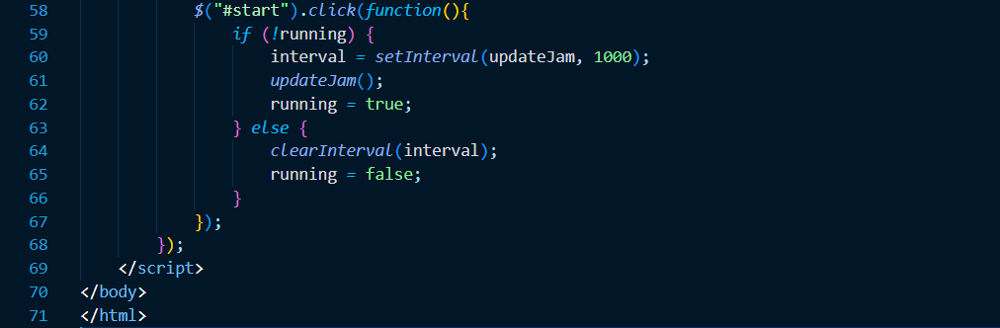 58 $("#start").click(function(){
59 if (!running) {
60 interval = setInterval(updateJam, 1000);
61 updateJam();
62 running = true;
63 } else {
64 clearInterval(interval);
65 running = false;
66 }
67 });
68 });
69 </script>
70 </body>
71 </html>